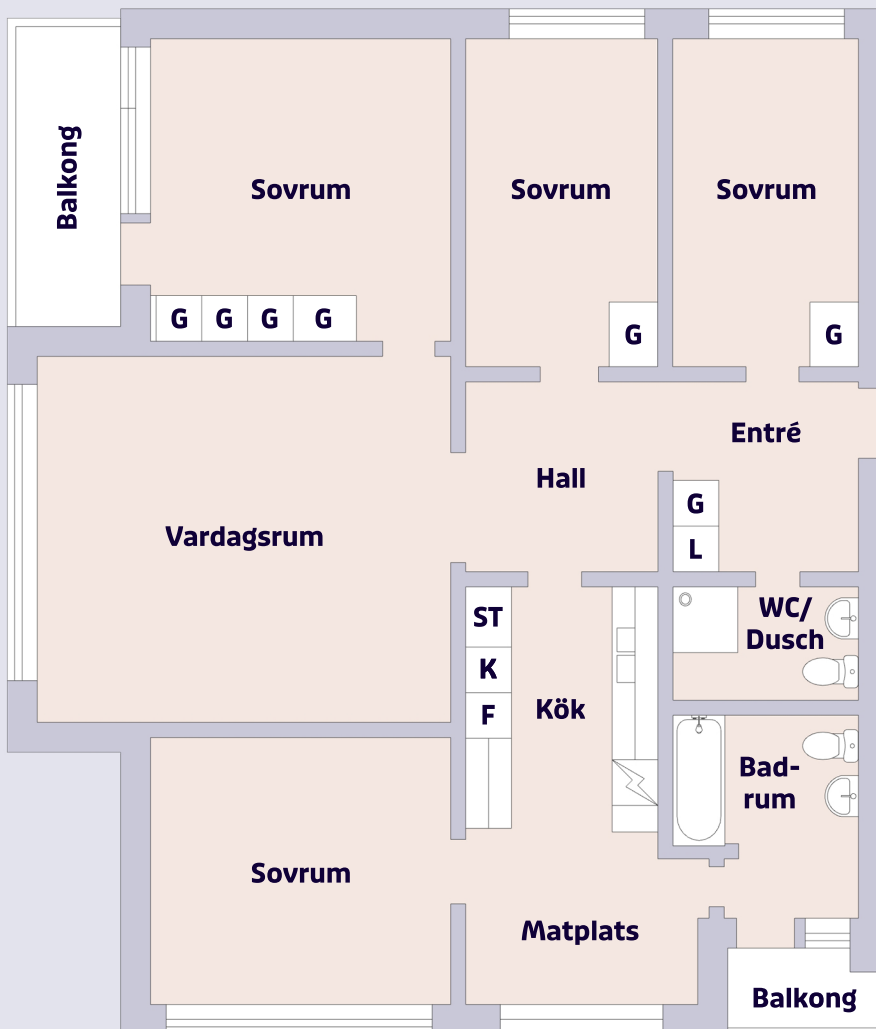 Balkong
Sovrum
Sovrum
Sovrum
G
G
G
G
G
G
Entré
Hall
Vardagsrum
G
L
ST
K
F
Kök
WC/
Dusch
Bad-
rum
Sovrum
Matplats
Balkong